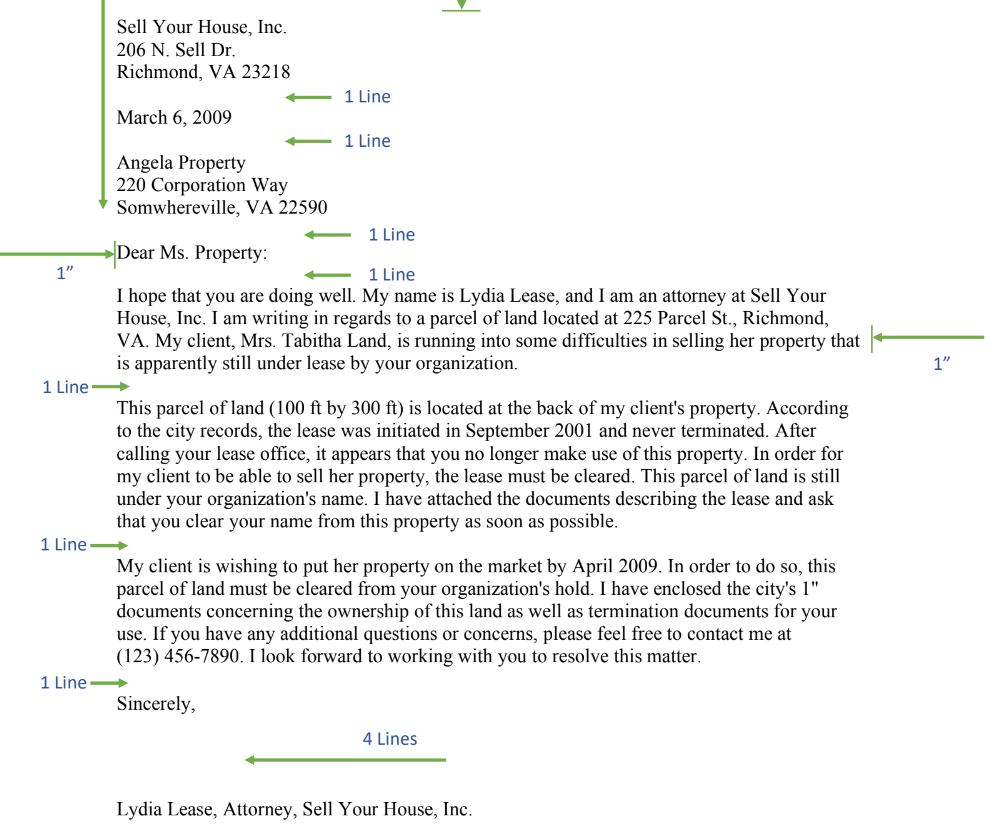 Sell Your House, Inc.
206 N. Sell Dr.
Richmond, VA 23218
1 Line
March 6, 2009
1 Line
Angela Property
220 Corporation Way
Somwhereville, VA 22590
1 Line
Dear Ms. Property:
1”
1 Line
I hope that you are doing well. My name is Lydia Lease, and I am an attorney at Sell Your
House, Inc. I am writing in regards to a parcel of land located at 225 Parcel St., Richmond,
VA. My client, Mrs. Tabitha Land, is running into some difficulties in selling her property that
is apparently still under lease by your organization.
1”
1 Line
This parcel of land (100 ft by 300 ft) is located at the back of my client's property. According
to the city records, the lease was initiated in September 2001 and never terminated. After
calling your lease office, it appears that you no longer make use of this property. In order for
my client to be able to sell her property, the lease must be cleared. This parcel of land is still
under your organization's name. I have attached the documents describing the lease and ask
that you clear your name from this property as soon as possible.
1 Line
My client is wishing to put her property on the market by April 2009. In order to do so, this
parcel of land must be cleared from your organization's hold. I have enclosed the city's 1"
documents concerning the ownership of this land as well as termination documents for your
use. If you have any additional questions or concerns, please feel free to contact me at
(123) 456-7890. I look forward to working with you to resolve this matter.
1 Line
Sincerely,
4 Lines
Lydia Lease, Attorney, Sell Your House, Inc.